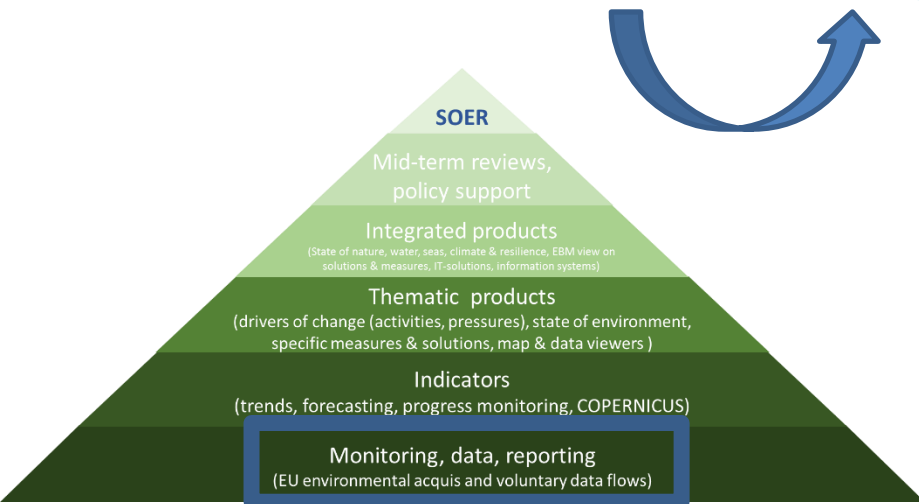 SOER
Mid-term reviews,
policy support
Integrated products
(State of nature, water, seas, climate & resilience, EBM view on
solutions & measures, IT-solutions, information systems)
Thematic products
(drivers of change (activities, pressures), state of environment,
specific measures & solutions, map & data viewers )
Indicators
(trends, forecasting, progress monitoring, COPERNICUS)
Monitoring, data, reporting
(EU environmental acquis and voluntary data flows)